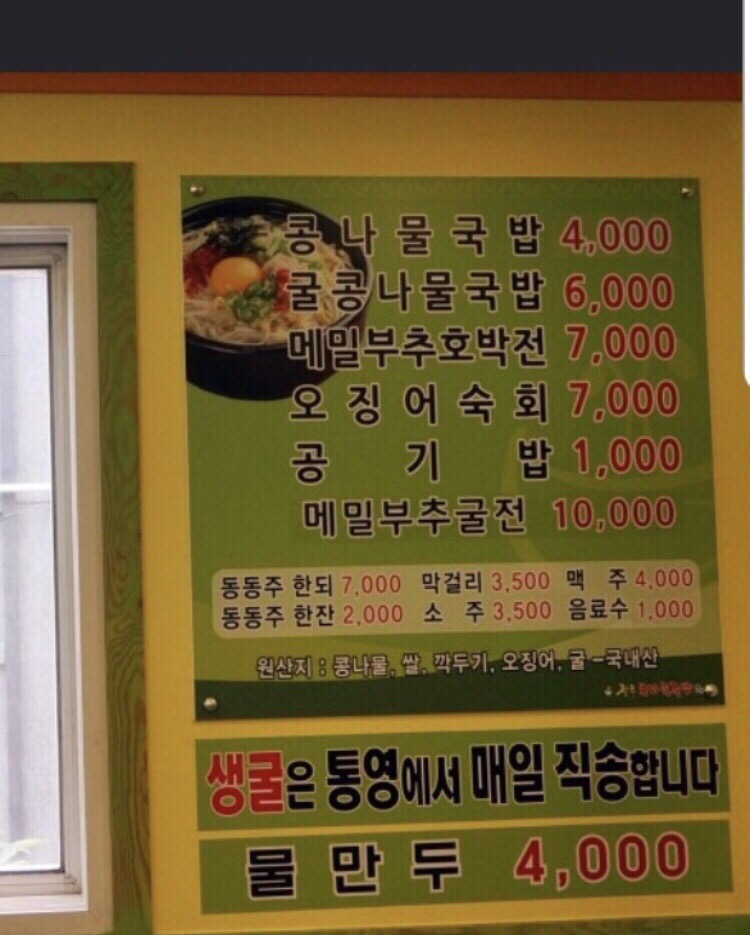 콩나물국밥 4,000
굴콩나물국밥 6,000
메밀부추호박전 7,000
오징어숙회 7,000
공기밥 1,000
메밀부추굴전 10,000
동동주 한되 7,000 막걸리 3,500 맥 주 4,000
동동주 한잔 2,000 소 주 3,500 음료수 1,000
원산지 : 콩나물, 쌀, 깍두기, 오징어, 굴 -국내산
생굴은 통영에서 매일 직송합니다
물만두 4,000